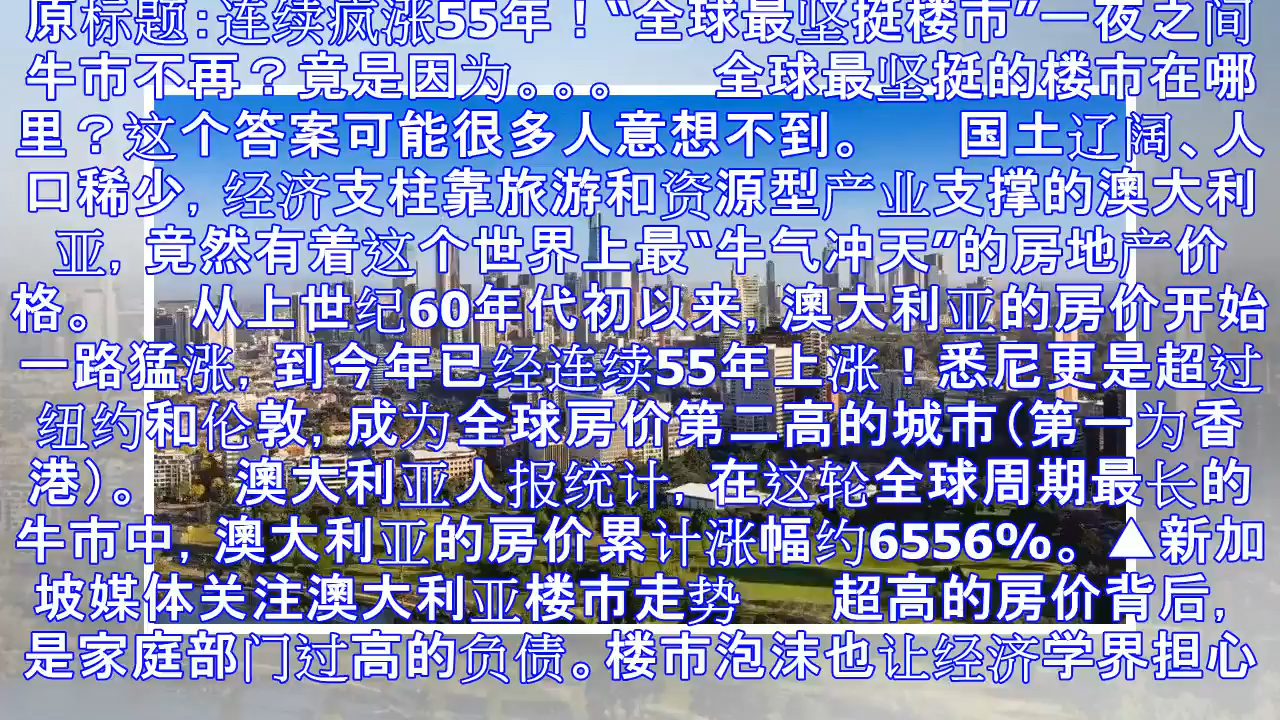 原标题:连续疯涨55年！“全球最坚挺楼市”一夜之间
牛市不再？竟是因为。。。　　全球最坚挺的楼市在哪
里？这个答案可能很多人意想不到。　　国土辽阔、人
口稀少, 经济支柱靠旅游和资源型产业支撑的澳大利
亚, 竟然有着这个世界上最“牛气冲天”的房地产价
格。　　从上世纪60年代初以来, 澳大利亚的房价开始
一路猛涨, 到今年已经连续55年上涨！悉尼更是超过
纽约和伦敦, 成为全球房价第二高的城市(第一为香
港)。　　澳大利亚人报统计, 在这轮全球周期最长的
牛市中, 澳大利亚的房价累计涨幅约6556%。▲新加
坡媒体关注澳大利亚楼市走势　　超高的房价背后,
是家庭部门过高的负债。楼市泡沫也让经济学界担心